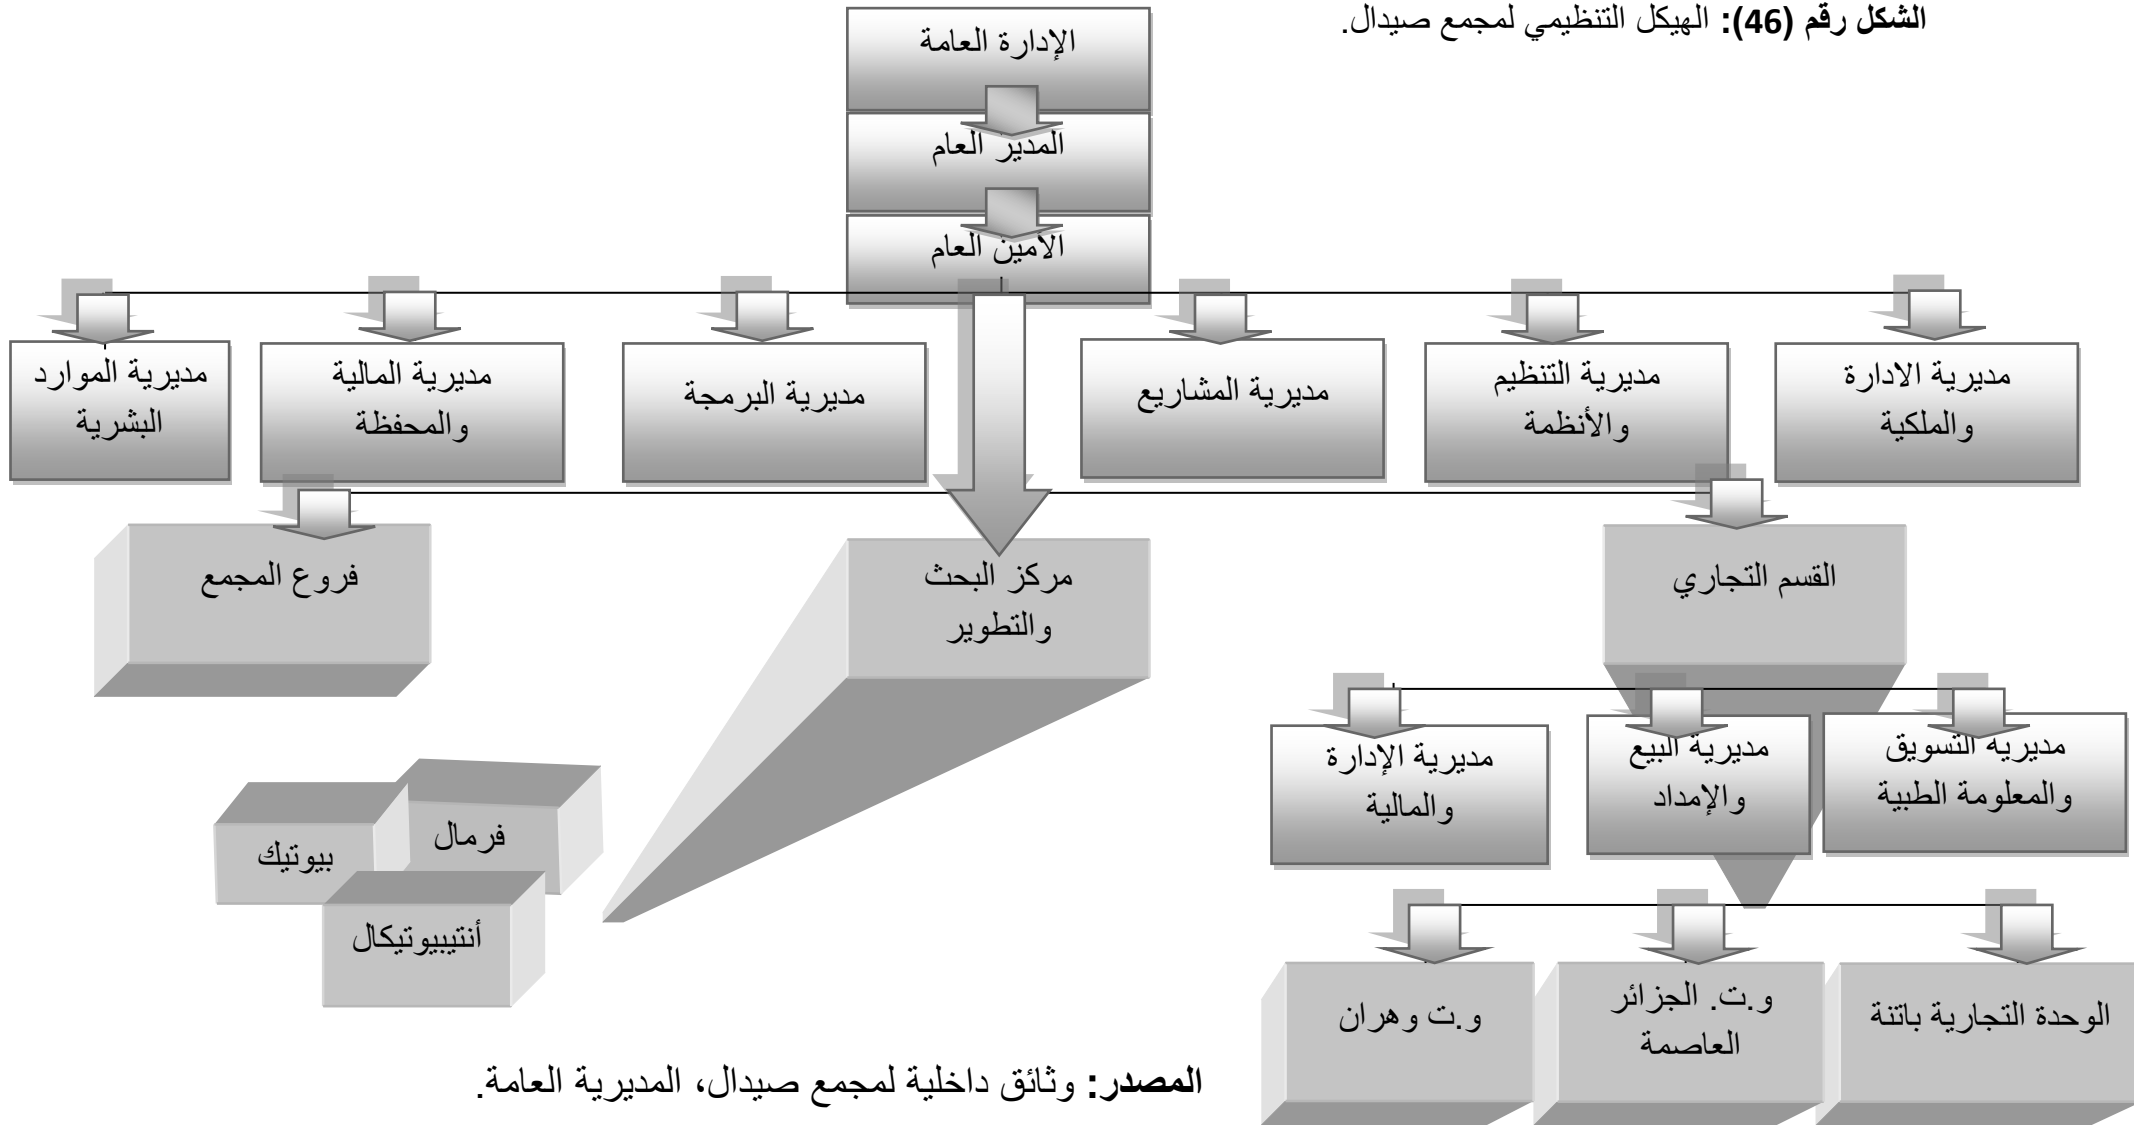 الشكل رقم (46): الهيكل التنظيمي لمجمع صيدال.
الإدارة العامة
المدير العام
الأمين العام
مديرية الادارة
والملكية
مديرية التنظيم
والأنظمة
مديرية المشاريع
مديرية البرمجة
مديرية المالية
والمحفظة
مديرية الموارد
البشرية
القسم التجاري
مركز البحث
والتطوير
فروع المجمع
مديرية التسويق
والمعلومة الطبية
مديرية البيع
والإمداد
مديرية الإدارة
والمالية
فرمال
بيوتيك
أنتيبيوتيكال
الوحدة التجارية باتنة
و.ت. الجزائر
العاصمة
و.ت وهران
المصدر: وثائق داخلية لمجمع صيدال، المديرية العامة.